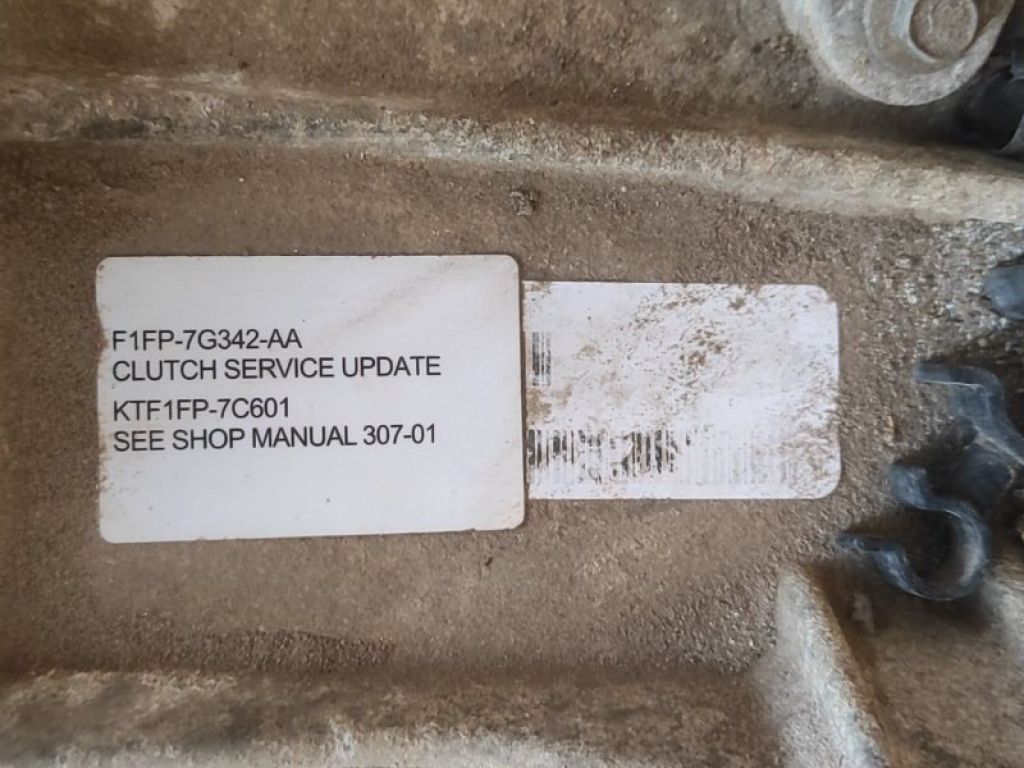 F1FP-7G342-AA
CLUTCH SERVICE UPDATE
KTF1FP-7C601
SEE SHOP MANUAL 307-01